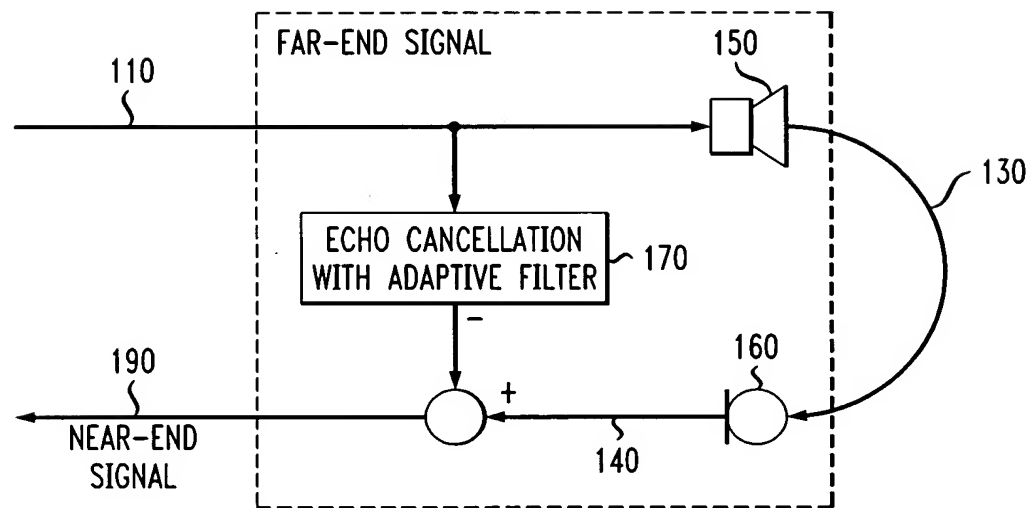 FAR-END SIGNAL
150
110
130
ECHO CANCELLATION
WITH ADAPTIVE FILTER
170
-
160
190
+
NEAR-END
SIGNAL
140